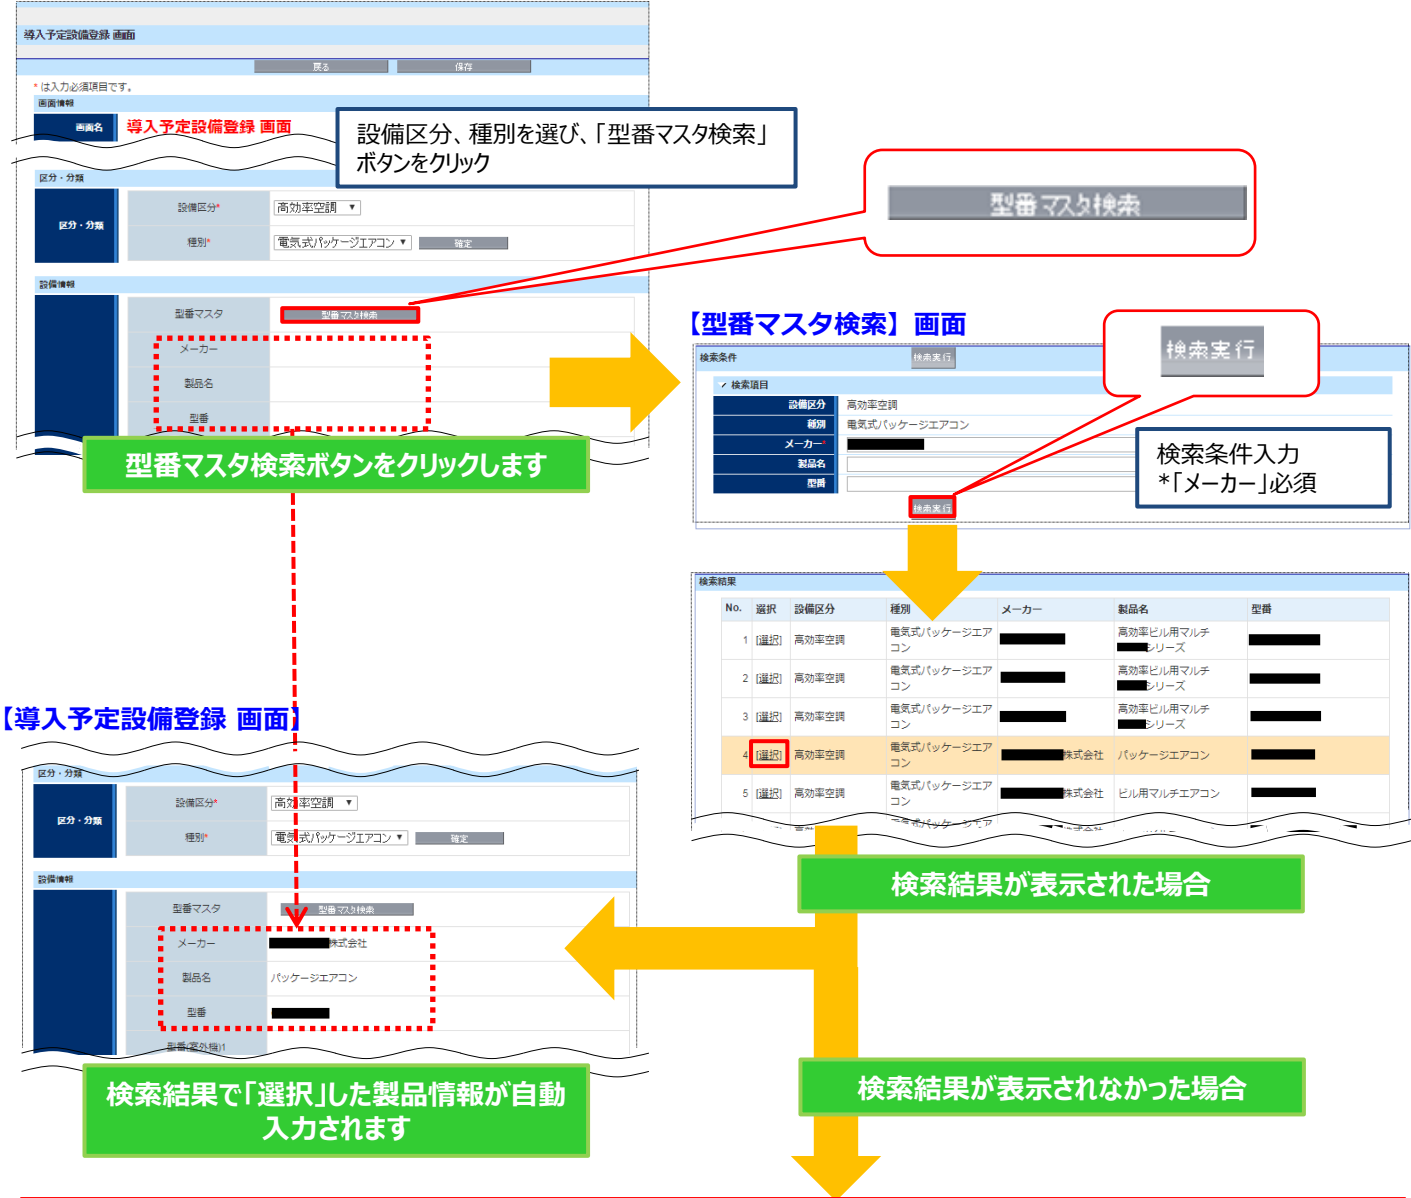 導入予定設備登録 画面
戻る
保存
* は入力必須項目です。
画面情報
画面名
導入予定設備登録 画面
設備区分、種別を選び、「型番マスタ検索」
ボタンをクリック
区分・分類
区分・分類
設備区分*
高効率空調
種別*
電気式パッケージエアコン
確定
型番マスタ検索
設備情報
型番マスタ
型番マスタ検索
メーカー
製品名
型番
型番マスタ検索ボタンをクリックします
【型番マスタ検索】画面
検索条件
検索実行
検索実行
検索項目
設備区分
高効率空調
種別
電気式パッケージエアコン
メーカー*
製品名
型番
検索実行
検索条件入力
*「メーカー」必須
検索結果
No. 選択 設備区分 種別 メーカー 製品名 型番
1 [選択] 高効率空調 電気式パッケージエアコン 高効率ビル用マルチ シリーズ
2 [選択] 高効率空調 電気式パッケージエアコン 高効率ビル用マルチ シリーズ
3 [選択] 高効率空調 電気式パッケージエアコン 高効率ビル用マルチ シリーズ
4 [選択] 高効率空調 電気式パッケージエアコン 株式会社 パッケージエアコン
5 [選択] 高効率空調 電気式パッケージエアコン 株式会社 ビル用マルチエアコン
検索結果が表示された場合
【導入予定設備登録 画面】
区分・分類
区分・分類
設備区分*
高効率空調
種別*
電気式パッケージエアコン
確定
設備情報
型番マスタ
型番マスタ検索
メーカー
株式会社
製品名
パッケージエアコン
型番
型番(室外機)1
検索結果で「選択」した製品情報が自動
入力されます
検索結果が表示されなかった場合